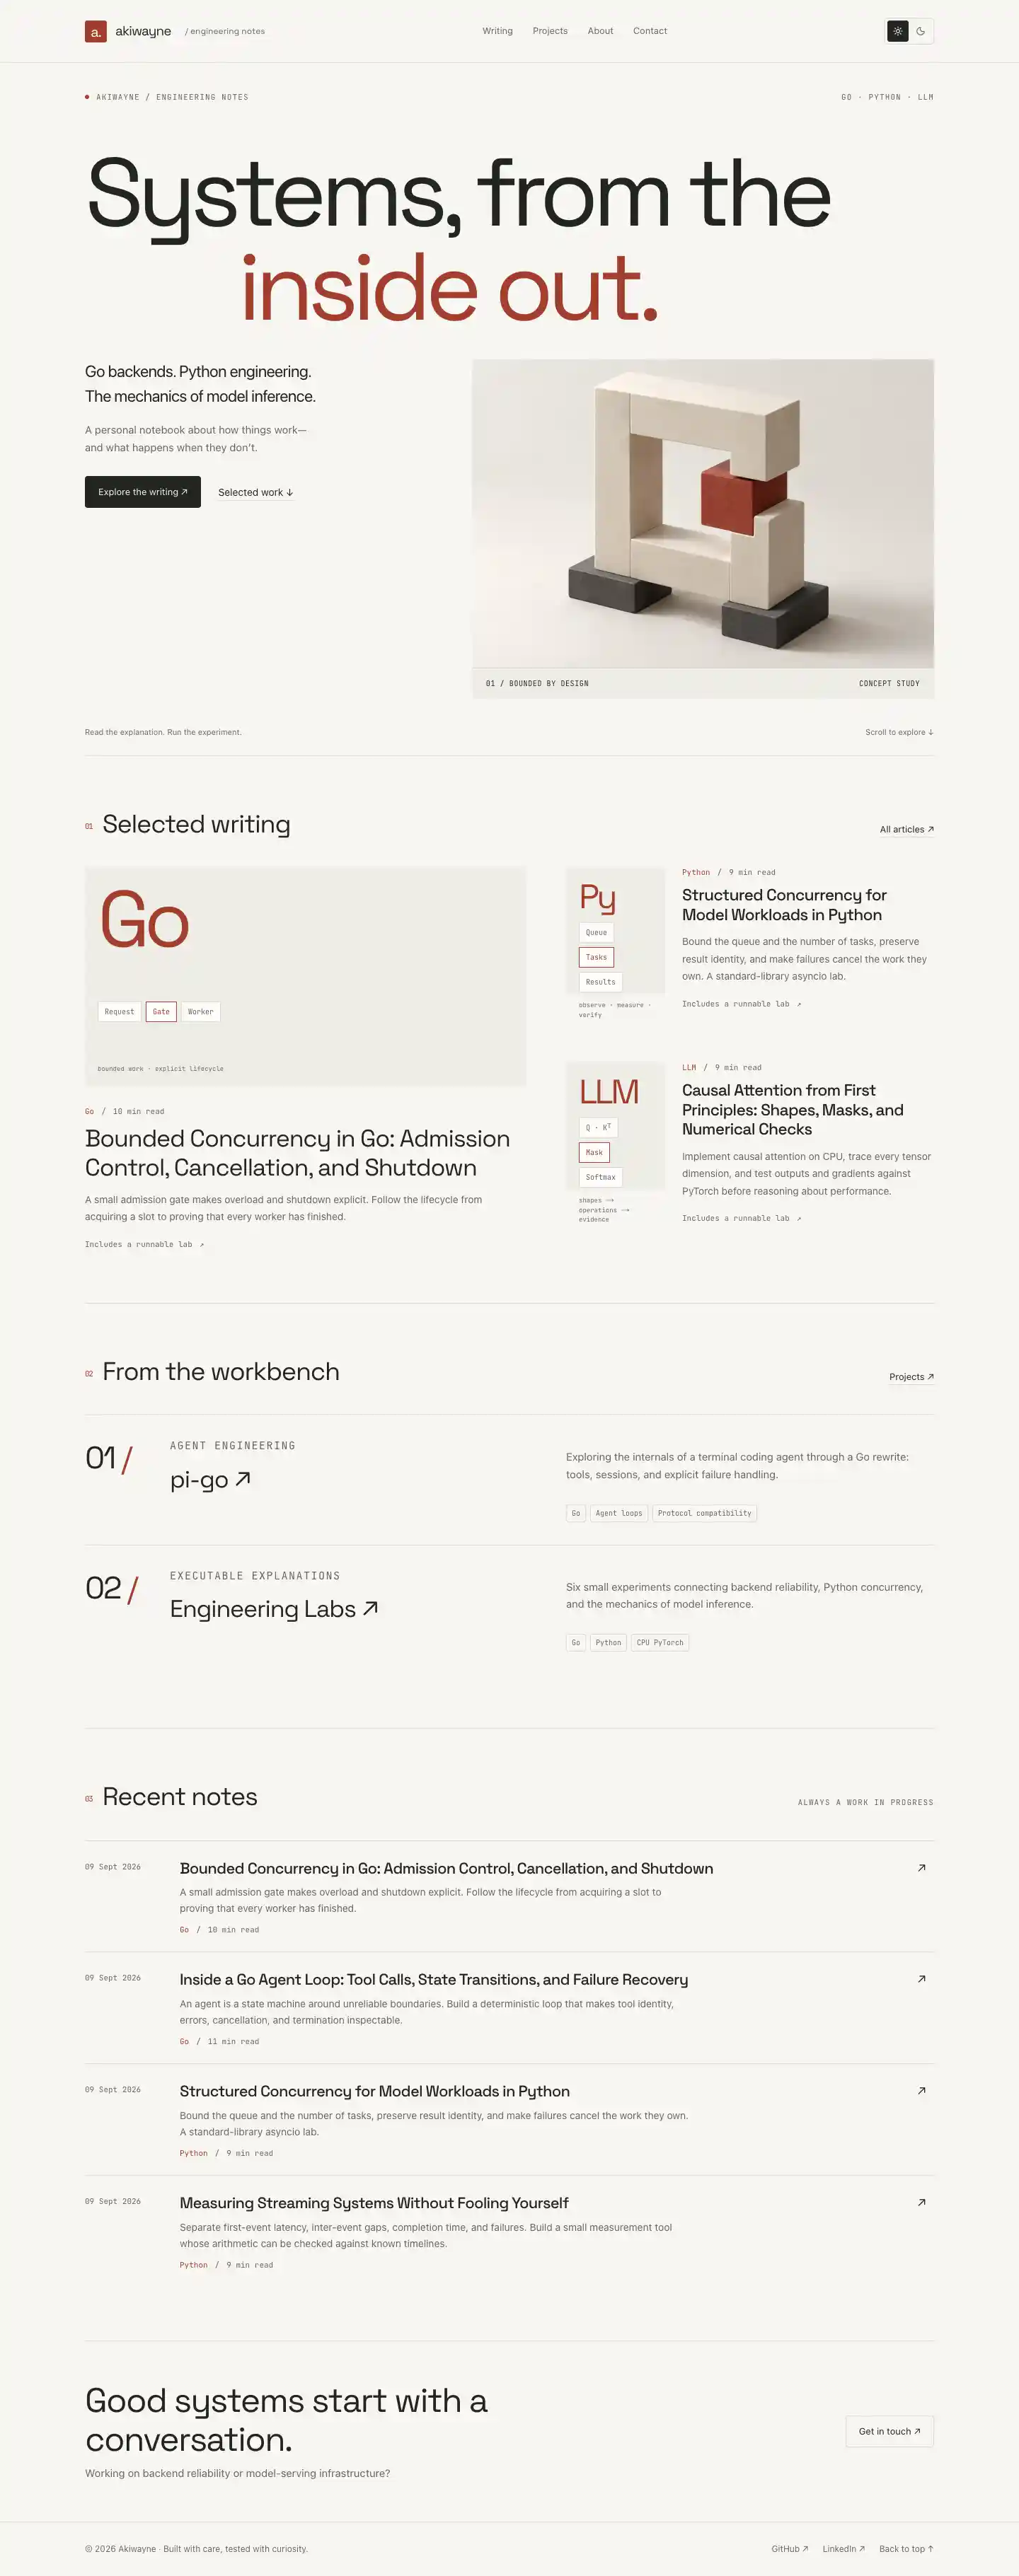 a. akiwayne / engineering notes
Writing Projects About Contact
AKIWAYNE / ENGINEERING NOTES
GO · PYTHON · LLM
Systems, from the
inside out.
Go backends. Python engineering.
The mechanics of model inference.
A personal notebook about how things work—
and what happens when they don't.
Explore the writing ↗
Selected work ↓
01 / BOUNDED BY DESIGN
CONCEPT STUDY
Read the explanation. Run the experiment.
Scroll to explore ↓
01 Selected writing
All articles ↗
Go
Request Gate Worker
bounded work · explicit lifecycle
Go / 10 min read
Bounded Concurrency in Go: Admission
Control, Cancellation, and Shutdown
A small admission gate makes overload and shutdown explicit. Follow the lifecycle from
acquiring a slot to proving that every worker has finished.
Includes a runnable lab ↗
Py
Queue
Tasks
Results
observe · measure ·
verify
Python / 9 min read
Structured Concurrency for
Model Workloads in Python
Bound the queue and the number of tasks, preserve
result identity, and make failures cancel the work they
own. A standard-library asyncio lab.
Includes a runnable lab ↗
LLM
Q · Kᵀ
Mask
Softmax
shapes →
operations →
evidence
LLM / 9 min read
Causal Attention from First
Principles: Shapes, Masks, and
Numerical Checks
Implement causal attention on CPU, trace every tensor
dimension, and test outputs and gradients against
PyTorch before reasoning about performance.
Includes a runnable lab ↗
02 From the workbench
Projects ↗
01 /
AGENT ENGINEERING
pi-go ↗
Exploring the internals of a terminal coding agent through a Go rewrite:
tools, sessions, and explicit failure handling.
Go Agent loops Protocol compatibility
02 /
EXECUTABLE EXPLANATIONS
Engineering Labs ↗
Six small experiments connecting backend reliability, Python concurrency,
and the mechanics of model inference.
Go Python CPU PyTorch
03 Recent notes
ALWAYS A WORK IN PROGRESS
09 Sept 2026
Bounded Concurrency in Go: Admission Control, Cancellation, and Shutdown ↗
A small admission gate makes overload and shutdown explicit. Follow the lifecycle from acquiring a slot to
proving that every worker has finished.
Go / 10 min read
09 Sept 2026
Inside a Go Agent Loop: Tool Calls, State Transitions, and Failure Recovery ↗
An agent is a state machine around unreliable boundaries. Build a deterministic loop that makes tool identity,
errors, cancellation, and termination inspectable.
Go / 11 min read
09 Sept 2026
Structured Concurrency for Model Workloads in Python ↗
Bound the queue and the number of tasks, preserve result identity, and make failures cancel the work they own.
A standard-library asyncio lab.
Python / 9 min read
09 Sept 2026
Measuring Streaming Systems Without Fooling Yourself ↗
Separate first-event latency, inter-event gaps, completion time, and failures. Build a small measurement tool
whose arithmetic can be checked against known timelines.
Python / 9 min read
Good systems start with a
conversation.
Working on backend reliability or model-serving infrastructure?
Get in touch ↗
© 2026 Akiwayne · Built with care, tested with curiosity.
GitHub ↗ LinkedIn ↗ Back to top ↑